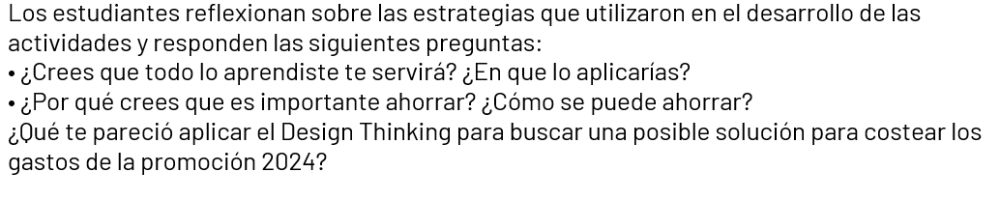 Los estudiantes reflexionan sobre las estrategias que utilizaron en el desarrollo de las
actividades y responden las siguientes preguntas:
• ¿Crees que todo lo aprendiste te servirá? ¿En que lo aplicarías?
• ¿Por qué crees que es importante ahorrar? ¿Cómo se puede ahorrar?
¿Qué te pareció aplicar el Design Thinking para buscar una posible solución para costear los
gastos de la promoción 2024?